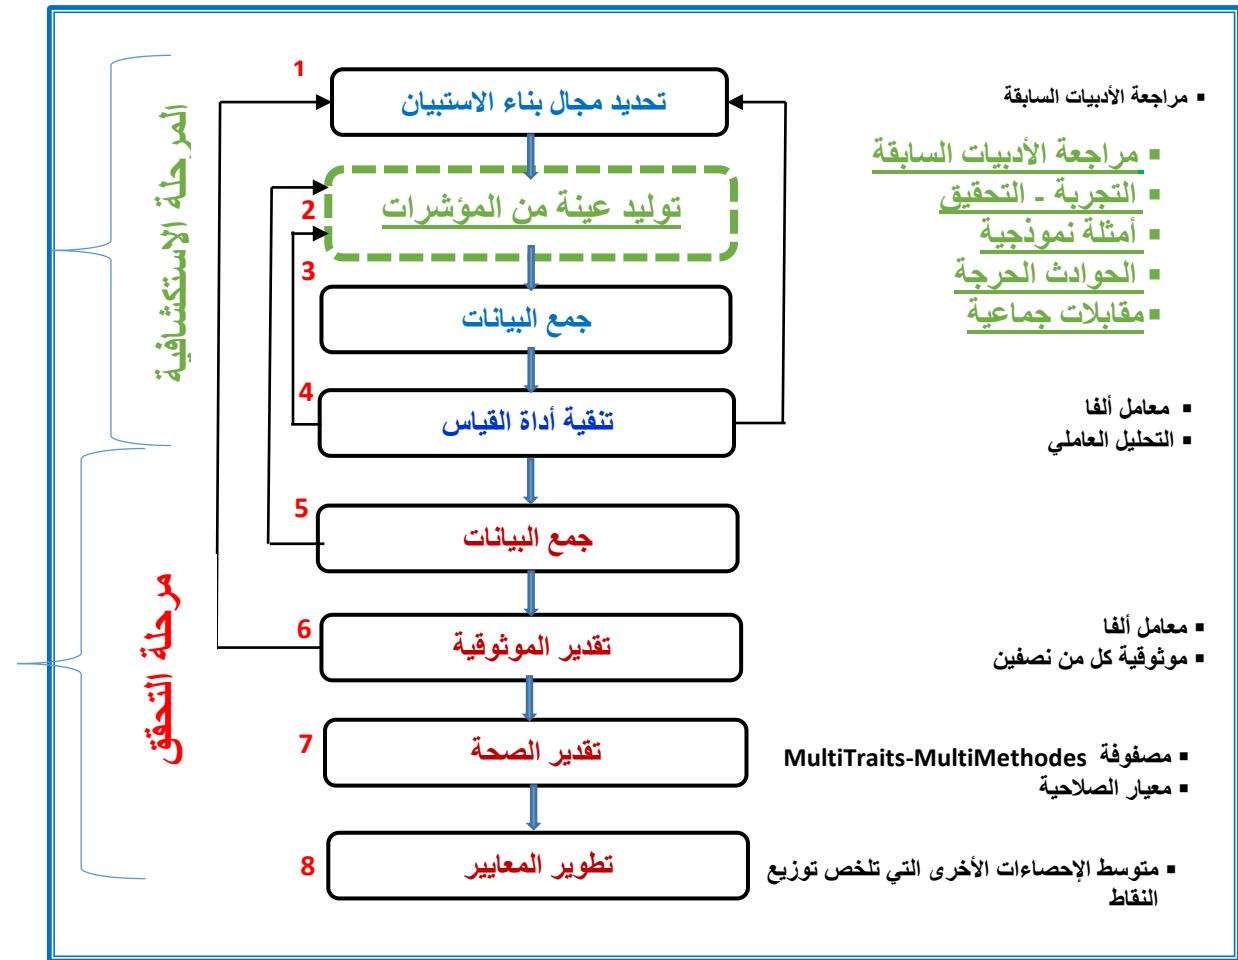 1
تحديد مجال بناء الاستبيان
▪ مراجعة الأدبيات السابقة
المرحلة الاستكشافية
2
توليد عينة من المؤشرات
▪ مراجعة الأدبيات السابقة
▪ التجربة - التحقيق
▪ أمثلة نموذجية
▪ الحوادث الحرجة
▪ مقابلات جماعية
3
جمع البيانات
4
تنقية أداة القياس
▪ معامل ألفا
▪ التحليل العاملي
مرحلة التحقق
5
جمع البيانات
6
تقدير الموثوقية
▪ معامل ألفا
▪ موثوقية كل من نصفين
7
تقدير الصحة
▪ مصفوفة MultiTraits-MultiMethodes
▪ معيار الصلاحية
8
تطوير المعايير
▪ متوسط الإحصاءات الأخرى التي تلخص توزيع
النقاط